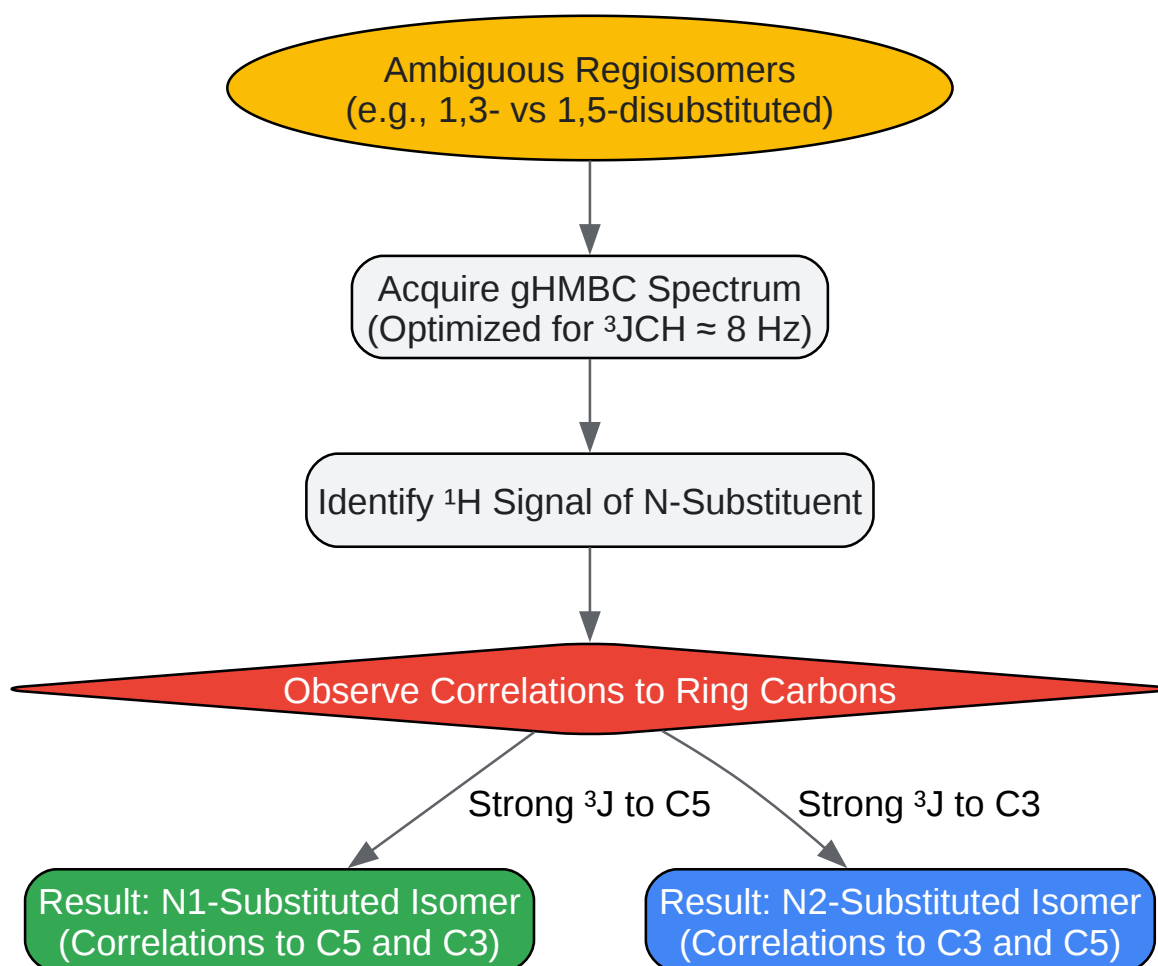 Ambiguous Regioisomers
(e.g., 1,3- vs 1,5-disubstituted)
Acquire gHMBC Spectrum
(Optimized for ³JCH ≈ 8 Hz)
Identify ¹H Signal of N-Substituent
Observe Correlations to Ring Carbons
Strong ³J to C5
Strong ³J to C3
Result: N1-Substituted Isomer
(Correlations to C5 and C3)
Result: N2-Substituted Isomer
(Correlations to C3 and C5)